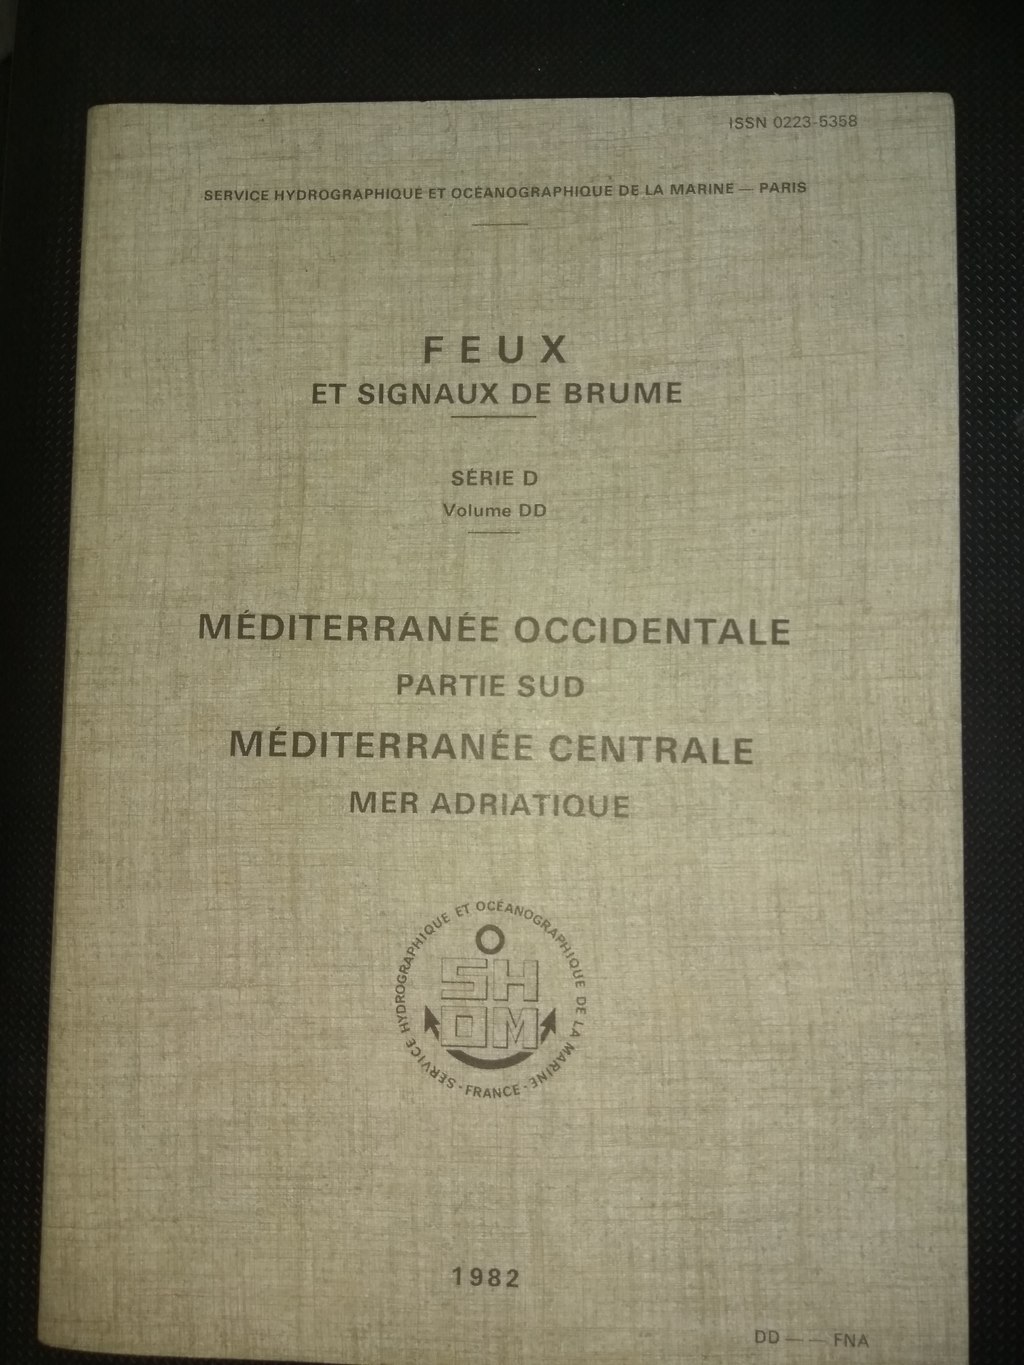 ISSN 0223-5358
SERVICE HYDROGRAPHIQUE ET OCÉANOGRAPHIQUE DE LA MARINE — PARIS
FEUX
ET SIGNAUX DE BRUME
SÉRIE D
Volume DD
MÉDITERRANÉE OCCIDENTALE
PARTIE SUD
MÉDITERRANÉE CENTRALE
MER ADRIATIQUE
SERVICE HYDROGRAPHIQUE ET OCÉANOGRAPHIQUE DE LA MARINE
- FRANCE -
SH
OM
1982
DD — — FNA